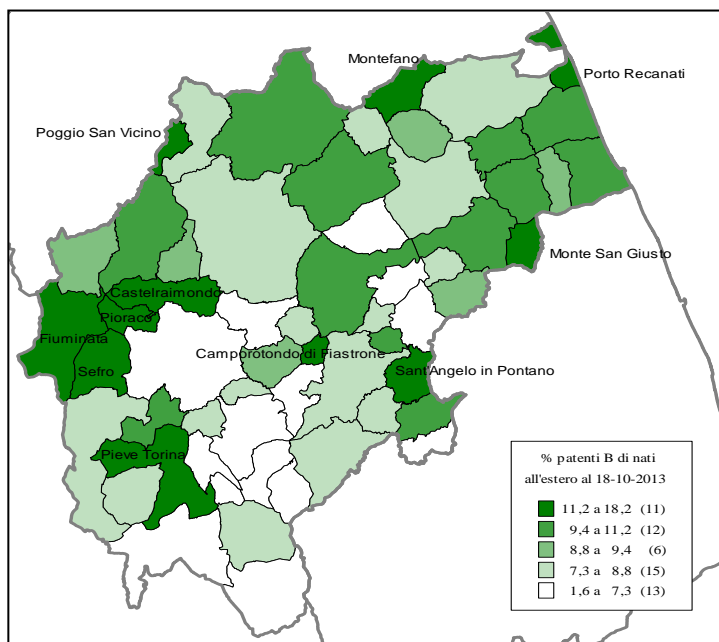 Montefano
Porto Recanati
Poggio San Vicino
Monte San Giusto
Castelraimondo
Pioraco
Fiuminata
Camporotondo di Fiastrone
Sefro
Sant'Angelo in Pontano
Pieve Torina
% patenti B di nati
all'estero al 18-10-2013
11,2 a 18,2 (11)
9,4 a 11,2 (12)
8,8 a 9,4 (6)
7,3 a 8,8 (15)
1,6 a 7,3 (13)